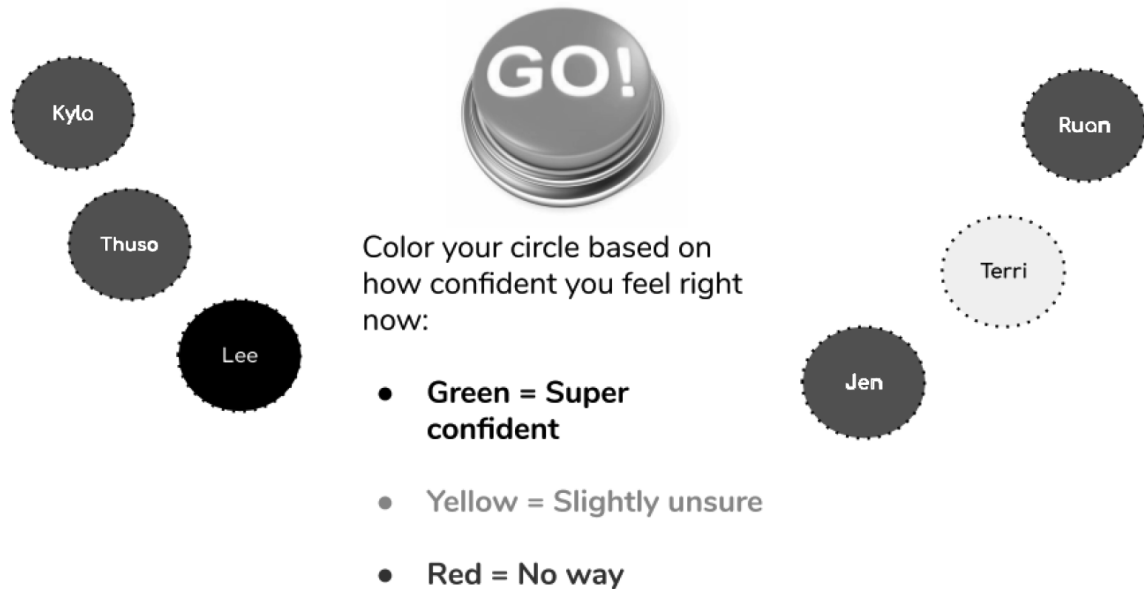 GO!
Kyla
Thuso
Lee
Color your circle based on
how confident you feel right
now:
● Green = Super
confident
● Yellow = Slightly unsure
● Red = No way
Ruan
Terri
Jen